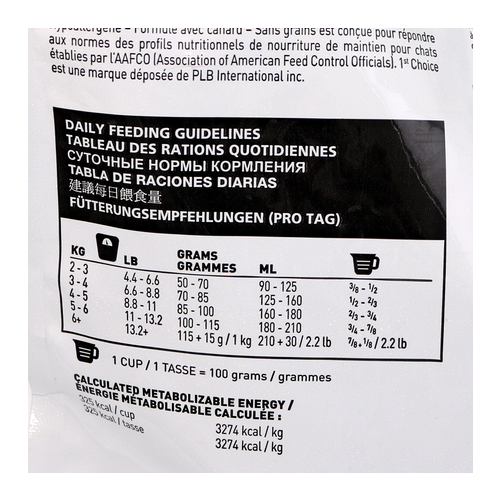 Hypoallergène – Formule avec canard – Sans grains est conçue pour répondre
aux normes des profils nutritionnels de nourriture de maintien pour chats
établies par l'AAFCO (Association of American Feed Control Officials). 1st Choice
est une marque déposée de PLB International inc.
DAILY FEEDING GUIDELINES
TABLEAU DES RATIONS QUOTIDIENNES
СУТОЧНЫЕ НОРМЫ КОРМЛЕНИЯ
TABLA DE RACIONES DIARIAS
建議每日餵食量
FÜTTERUNGSEMPFEHLUNGEN (PRO TAG)
KG LB GRAMS GRAMMES ML
2 - 3 4.4 - 6.6 50 - 70 90 - 125 3/8 - 1/2
3 - 4 6.6 - 8.8 70 - 85 125 - 160 1/2 - 2/3
4 - 5 8.8 - 11 85 - 100 160 - 180 2/3 - 3/4
5 - 6 11 - 13.2 100 - 115 180 - 210 3/4 - 7/8
6+ 13.2+ 115 + 15 g / 1 kg 210 + 30 / 2.2 lb 7/8 + 1/8 / 2.2 lb
1 CUP / 1 TASSE = 100 grams / grammes
CALCULATED METABOLIZABLE ENERGY /
ÉNERGIE MÉTABOLISABLE CALCULÉE :
325 kcal / cup 3274 kcal / kg
325 kcal / tasse 3274 kcal / kg